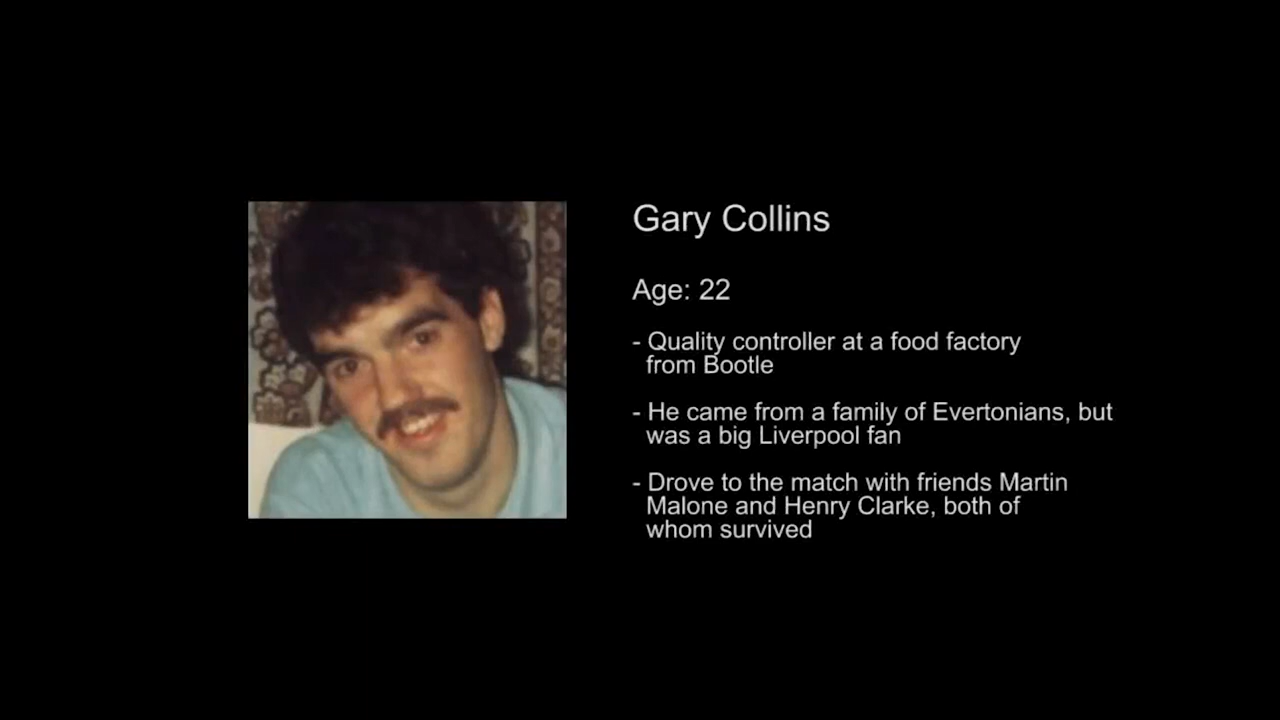 Gary Collins
Age: 22
- Quality controller at a food factory
from Bootle
- He came from a family of Evertonians, but
was a big Liverpool fan
- Drove to the match with friends Martin
Malone and Henry Clarke, both of
whom survived